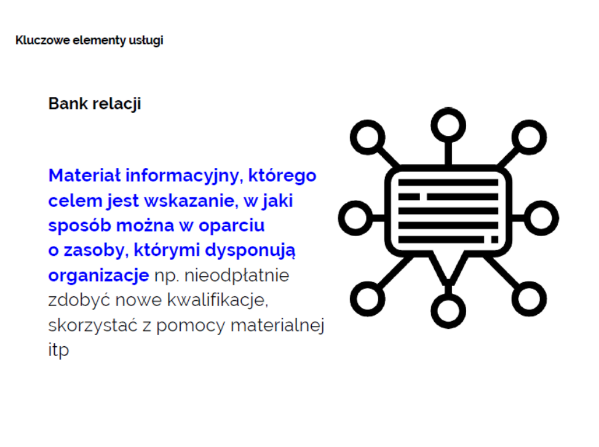 Kluczowe elementy usługi
Bank relacji
Materiał informacyjny, którego
celem jest wskazanie, w jaki
sposób można w oparciu
o zasoby, którymi dysponują
organizacje np. nieodpłatnie
zdobyć nowe kwalifikacje,
skorzystać z pomocy materialnej
itp